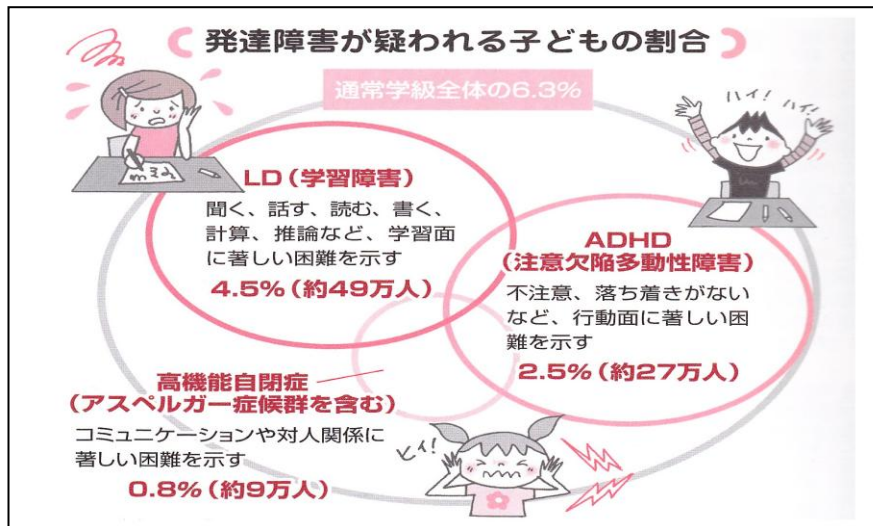 発達障害が疑われる子どもの割合
通常学級全体の6.3%
LD(学習障害)
聞く、話す、読む、書く、
計算、推論など、学習面
に著しい困難を示す
4.5%(約49万人)
ハイ!ハイ!
ADHD
(注意欠陥多動性障害)
不注意、落ち着きがない
など、行動面に著しい困
難を示す
2.5%(約27万人)
高機能自閉症
(アスペルガー症候群を含む)
コミュニケーションや対人関係に
著しい困難を示す
0.8%(約9万人)
ヒィ!